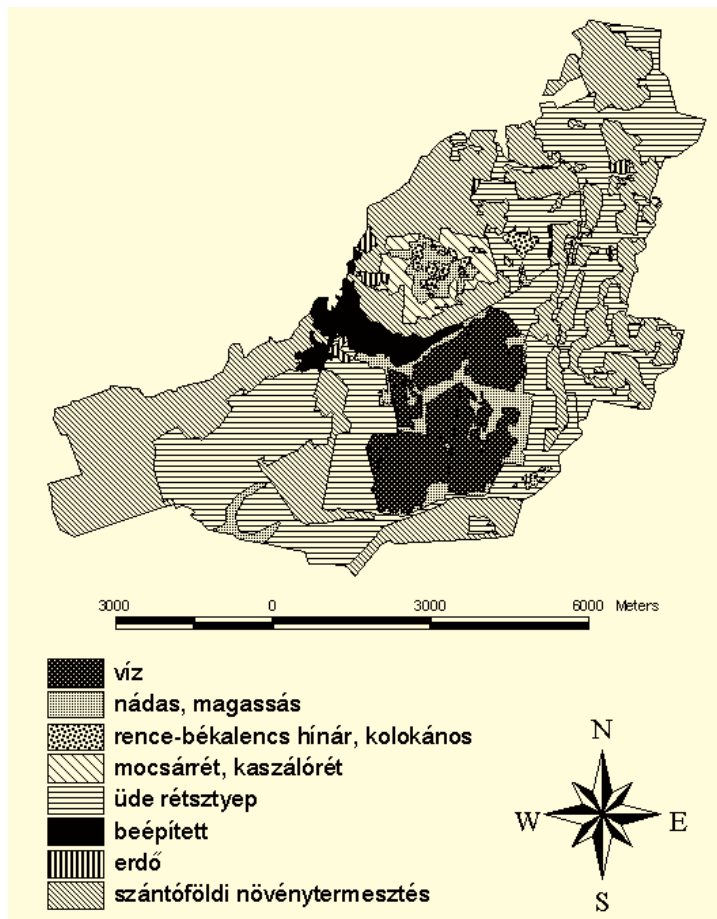 3000 0 3000 6000 Meters
víz
nádas, magassás
rence-békalencs hínár, kolokános
mocsárrét, kaszálórét
üde rétsztyep
beépített
erdő
szántóföldi növénytermesztés
N
W E
S